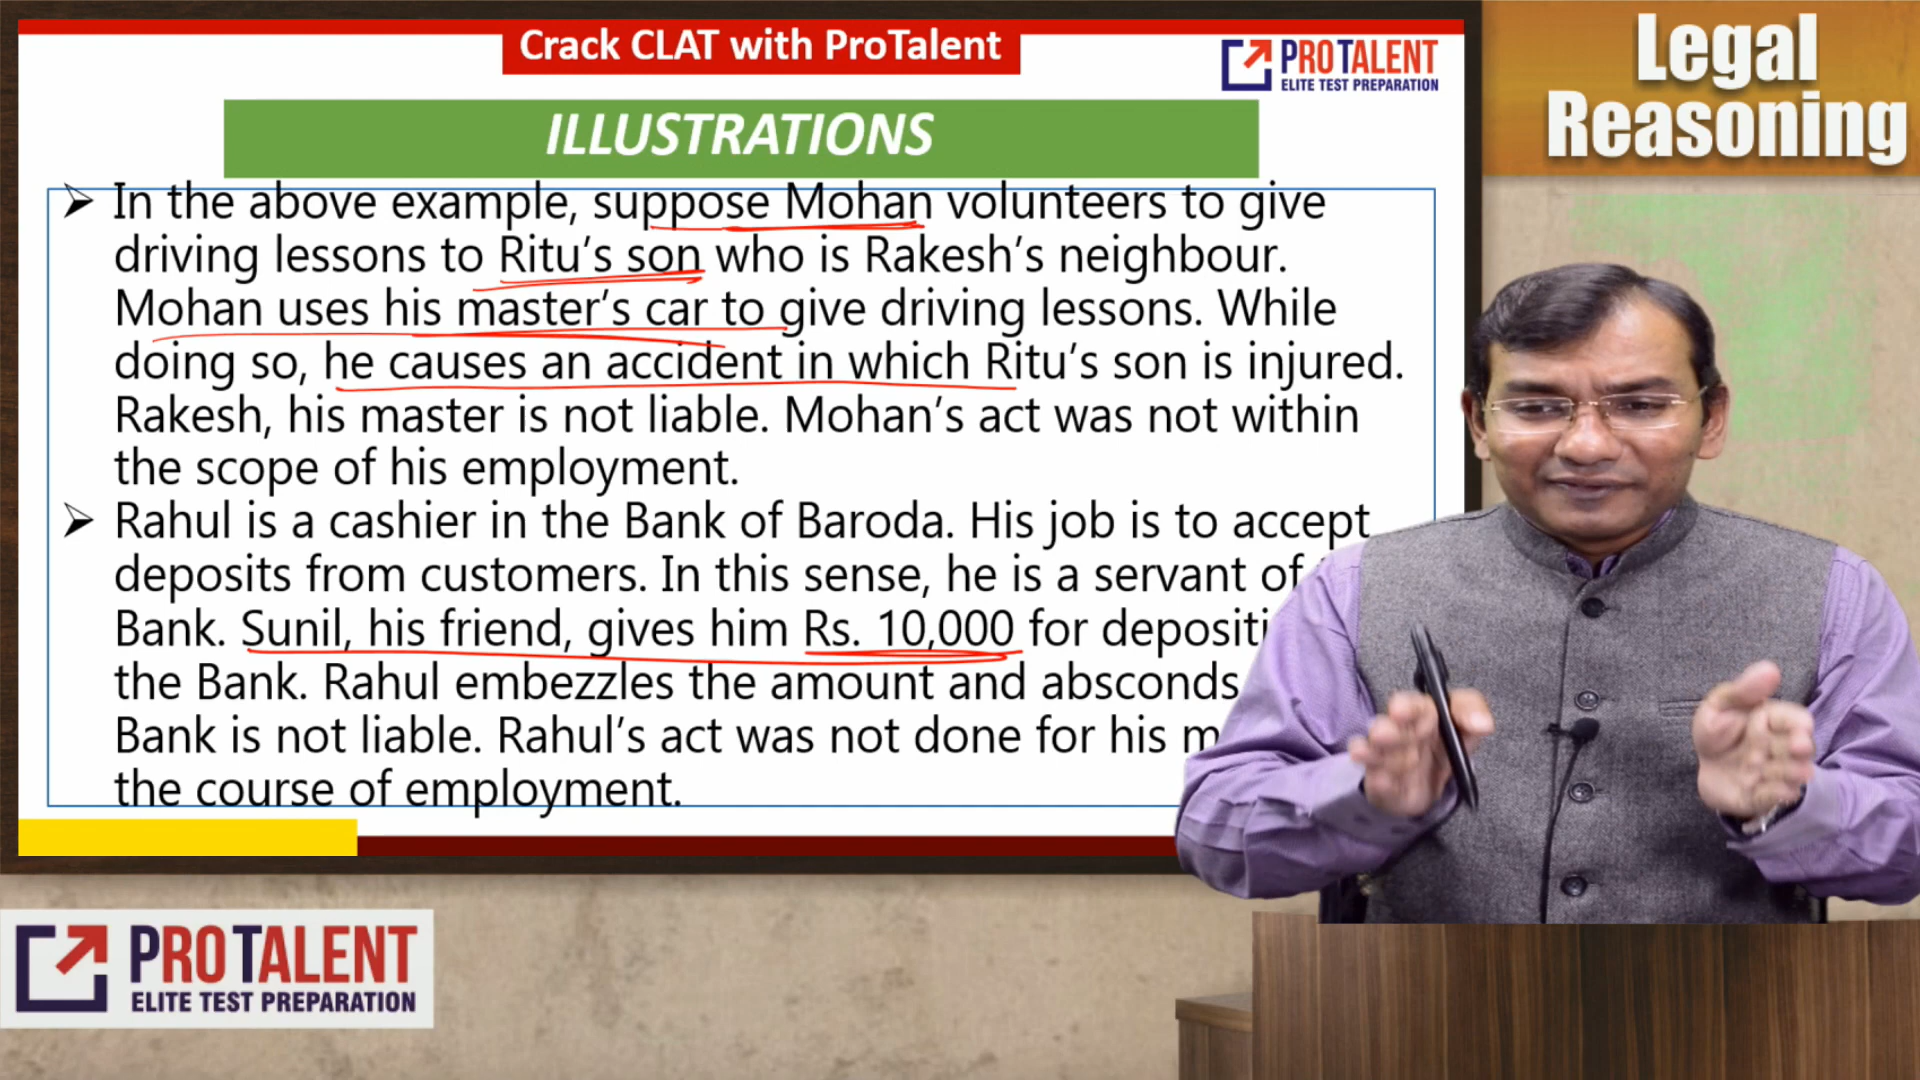 Crack CLAT with ProTalent
PROTALENT
ELITE TEST PREPARATION
Legal
Reasoning
ILLUSTRATIONS
➤ In the above example, suppose Mohan volunteers to give
driving lessons to Ritu’s son who is Rakesh’s neighbour.
Mohan uses his master’s car to give driving lessons. While
doing so, he causes an accident in which Ritu’s son is injured.
Rakesh, his master is not liable. Mohan’s act was not within
the scope of his employment.
➤ Rahul is a cashier in the Bank of Baroda. His job is to accept
deposits from customers. In this sense, he is a servant of
Bank. Sunil, his friend, gives him Rs. 10,000 for
the Bank. Rahul embezzles the amount and absconds
Bank is not liable. Rahul’s act was not done for his
the course of employment.
PROTALENT
ELITE TEST PREPARATION